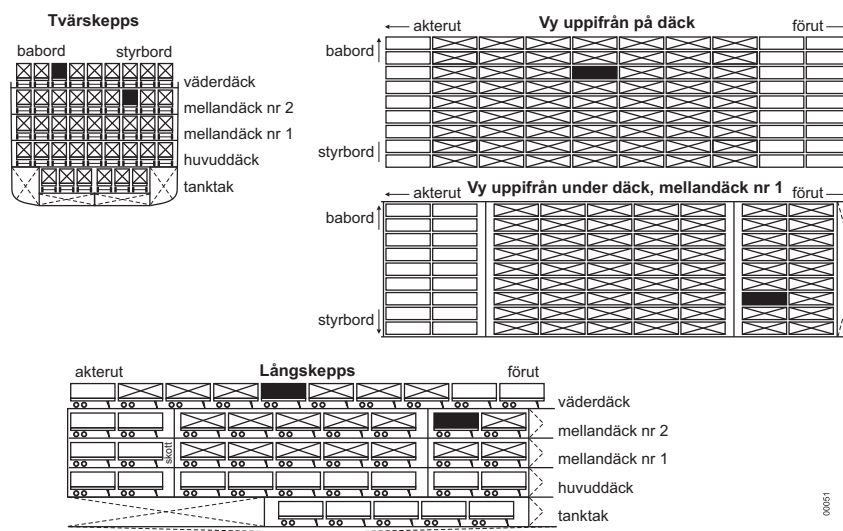 Tvärskepps
babord
styrbord
väderdäck
mellandäck nr 2
mellandäck nr 1
huvuddäck
tanktak
akterut
Vy uppifrån på däck
förut
babord
styrbord
akterut
Vy uppifrån under däck, mellandäck nr 1
förut
babord
styrbord
akterut
Långskepps
förut
väderdäck
mellandäck nr 2
mellandäck nr 1
huvuddäck
tanktak
skott
00051